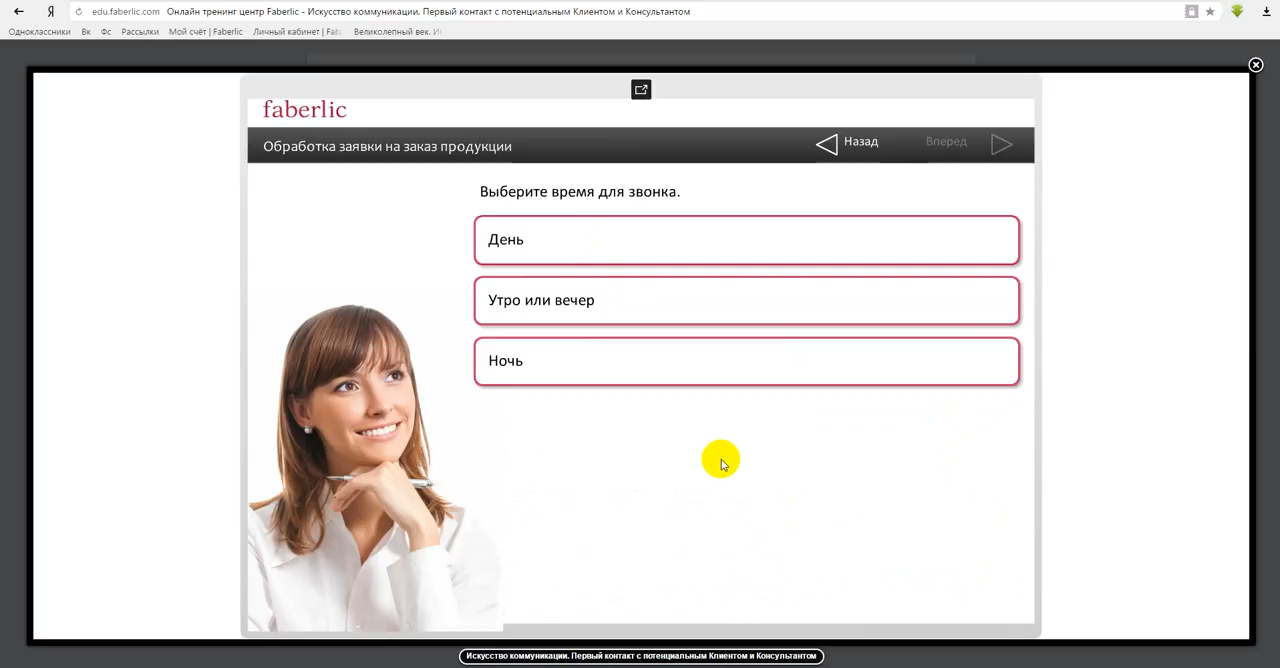 edu.faberlic.com Онлайн тренинг центр Faberlic - Искусство коммуникации. Первый контакт с потенциальным Клиентом и Консультантом
Одноклассники Вк Фс Рассылки Мой счёт | Faberlic Личный кабинет | Fab Великолепный век. И
faberlic
Обработка заявки на заказ продукции
Назад
Вперед
Выберите время для звонка.
День
Утро или вечер
Ночь
Искусство коммуникации. Первый контакт с потенциальным Клиентом и Консультантом